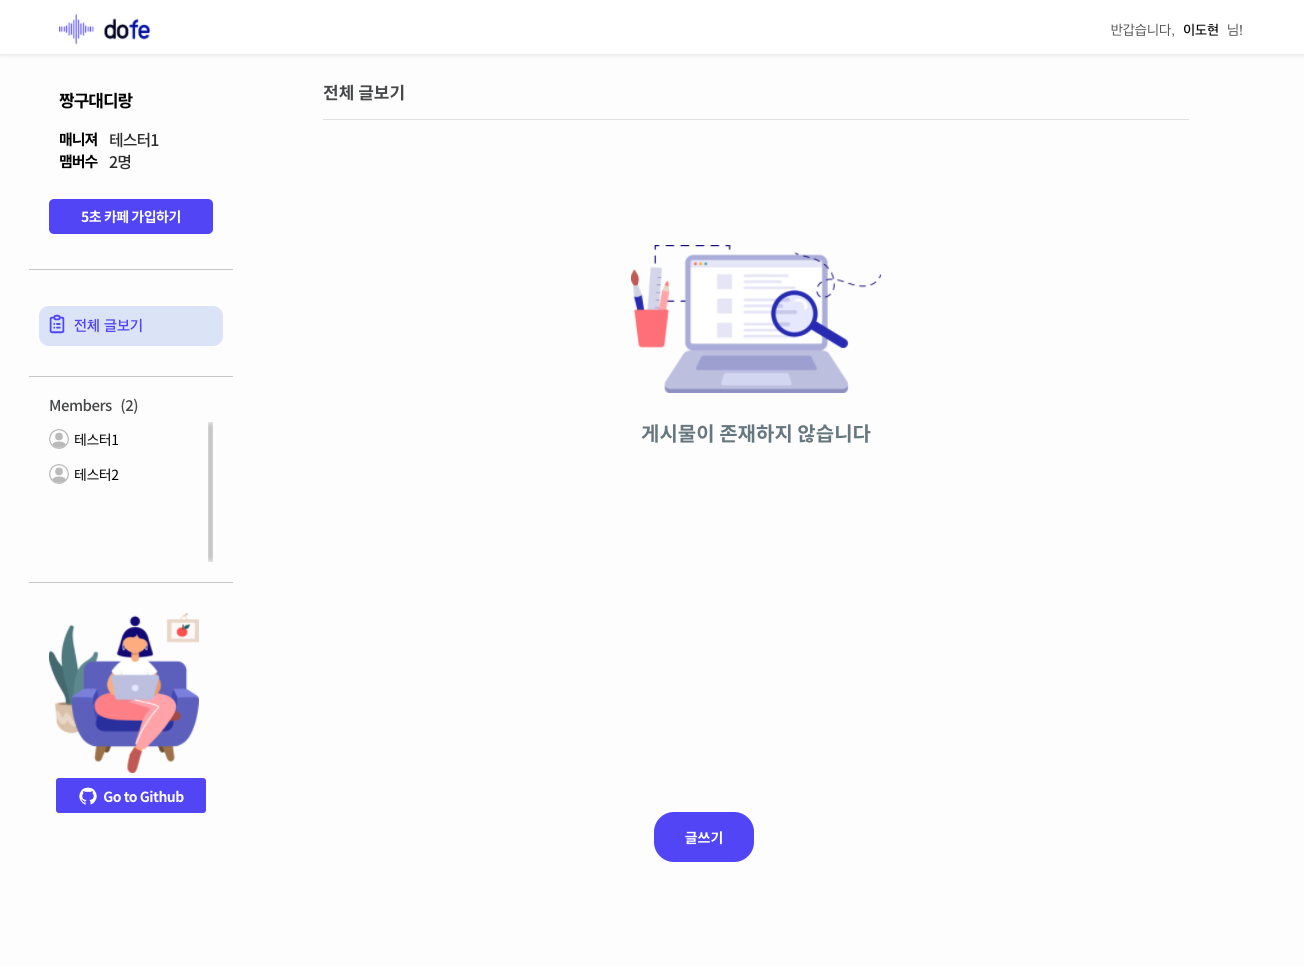 dofe
반갑습니다, 이도현 님!
짱구대디랑
매니져 테스터1
맴버수 2명
5초 카페 가입하기
전체 글보기
Members (2)
테스터1
테스터2
Go to Github
전체 글보기
게시물이 존재하지 않습니다
글쓰기